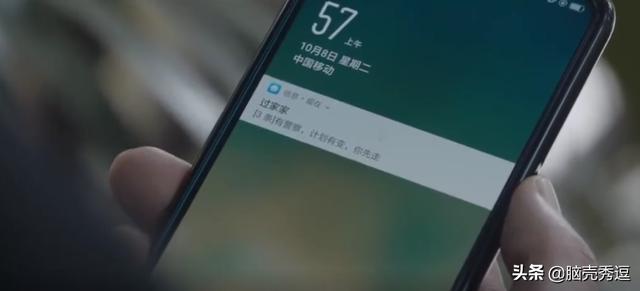 57
上午
10月8日 星期二
中国移动
信息·现在
过家家
[3 条]有警察，计划有变，你先走
头条 @脑壳秀逗